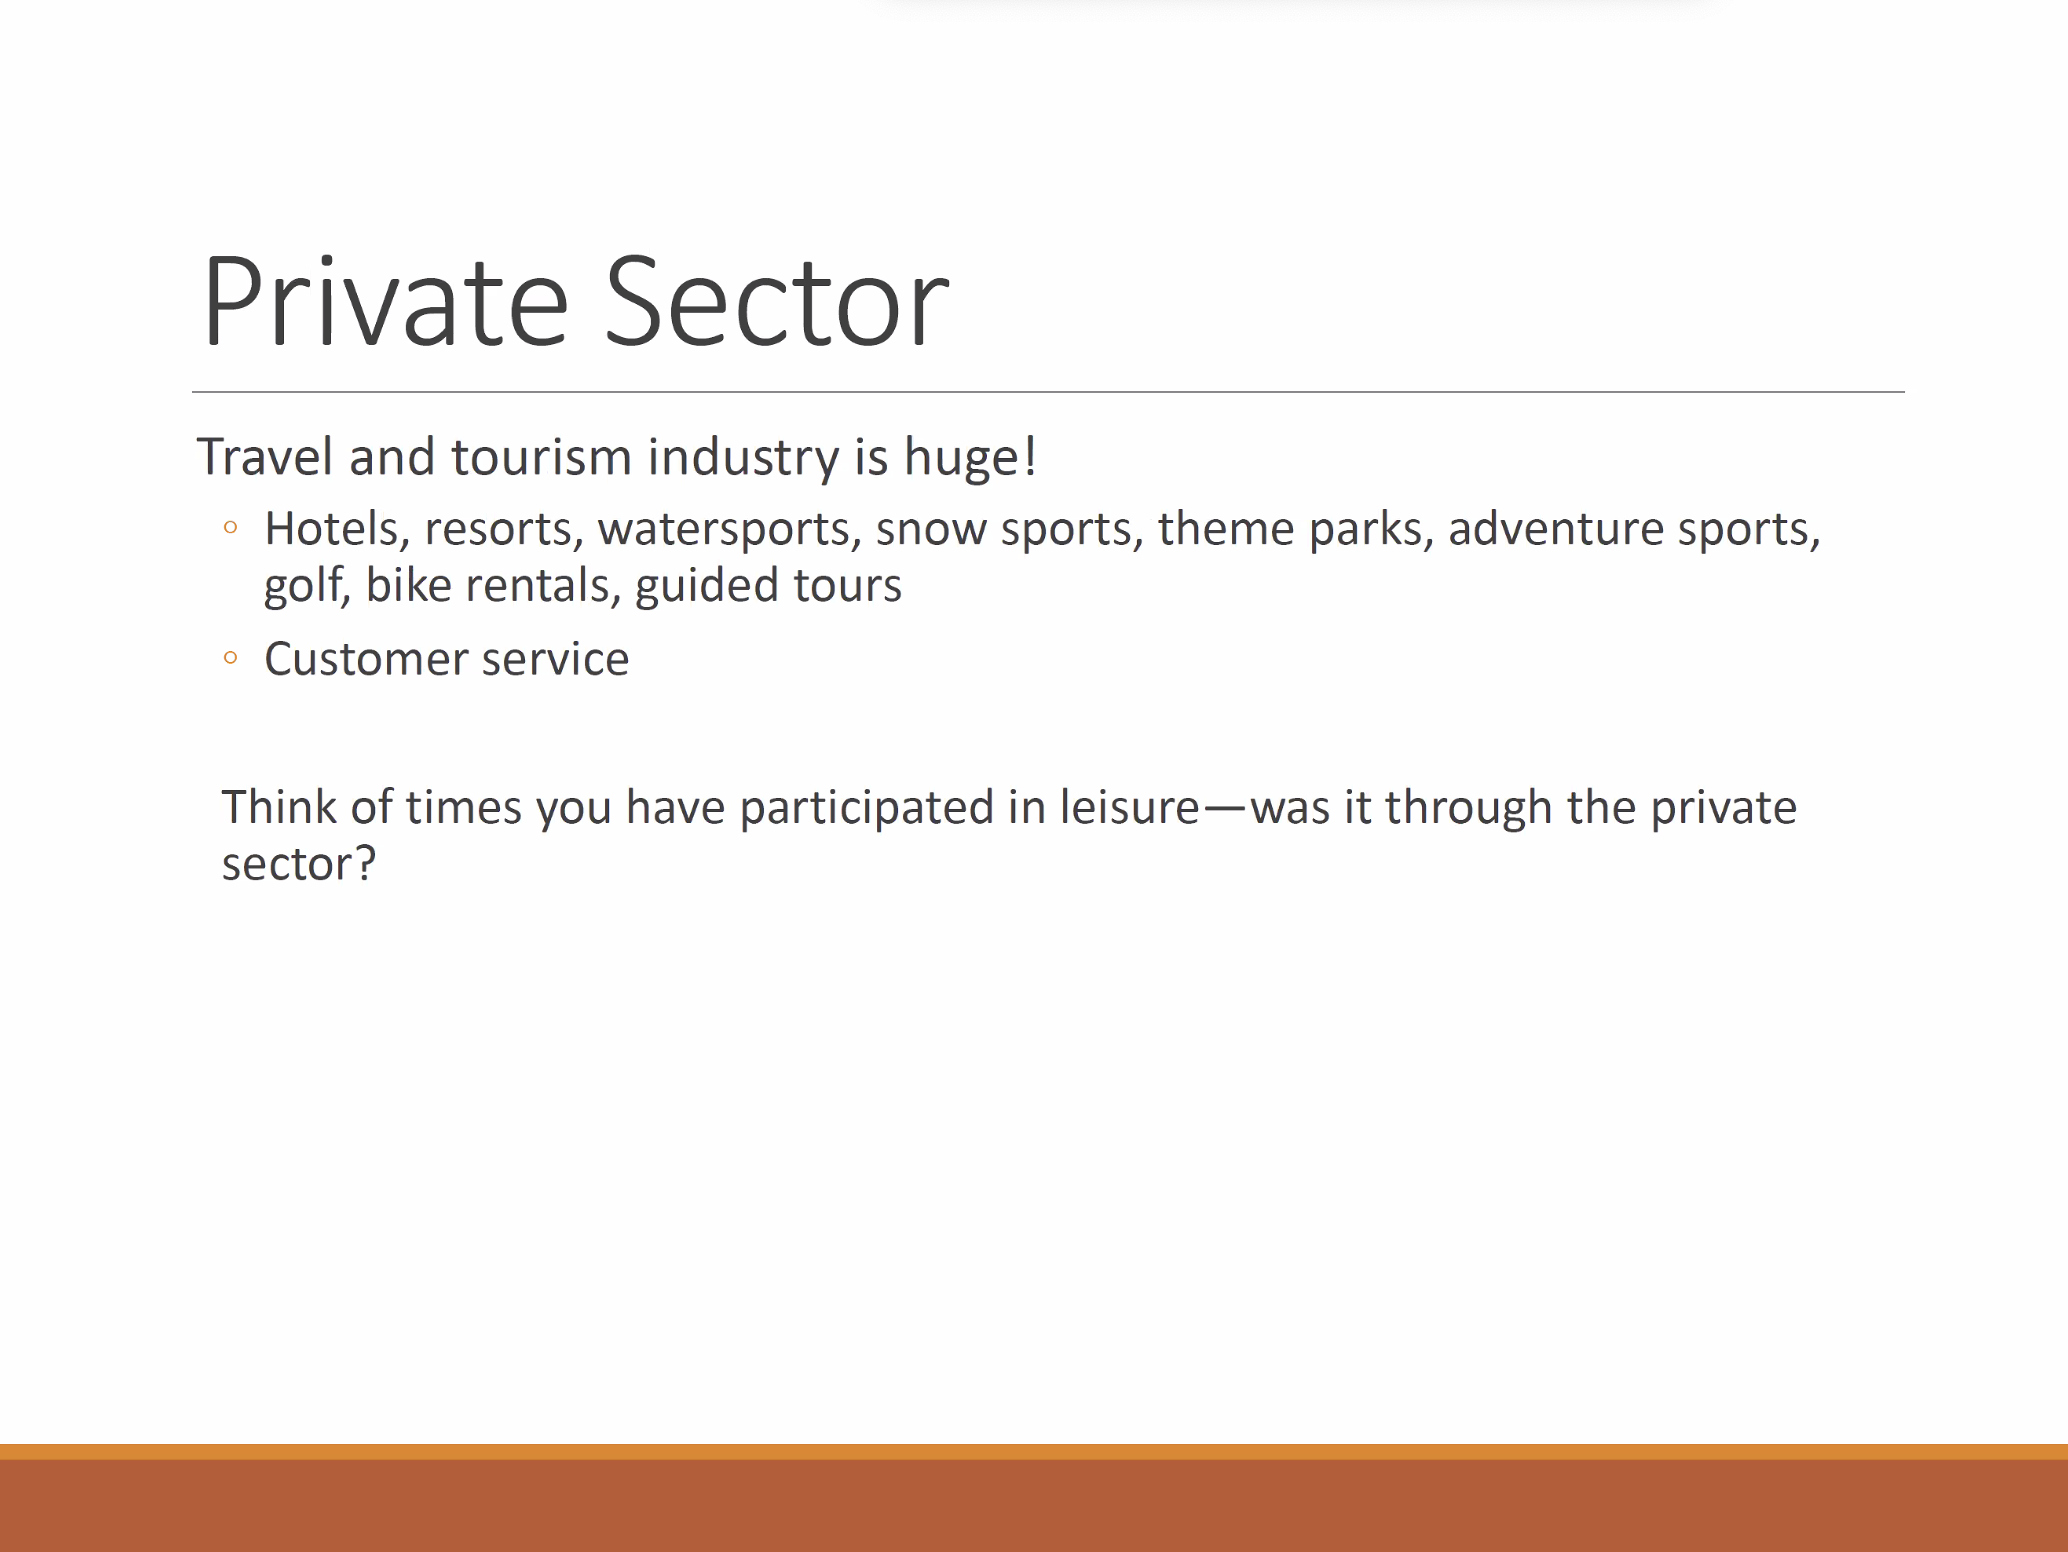 Private Sector
Travel and tourism industry is huge!
◦ Hotels, resorts, watersports, snow sports, theme parks, adventure sports,
golf, bike rentals, guided tours
◦ Customer service
Think of times you have participated in leisure—was it through the private
sector?